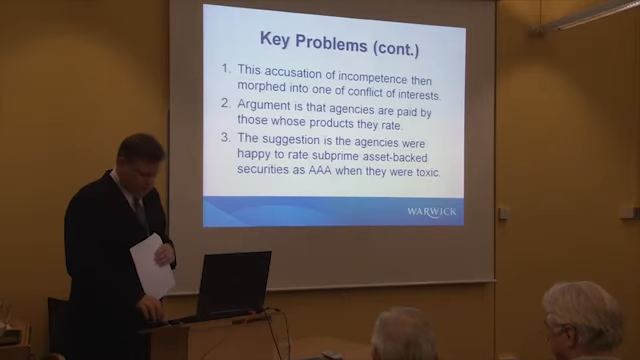 Key Problems (cont.)
1. This accusation of incompetence then
morphed into one of conflict of interests.
2. Argument is that agencies are paid by
those whose products they rate.
3. The suggestion is the agencies were
happy to rate subprime asset-backed
securities as AAA when they were toxic.
WARWICK